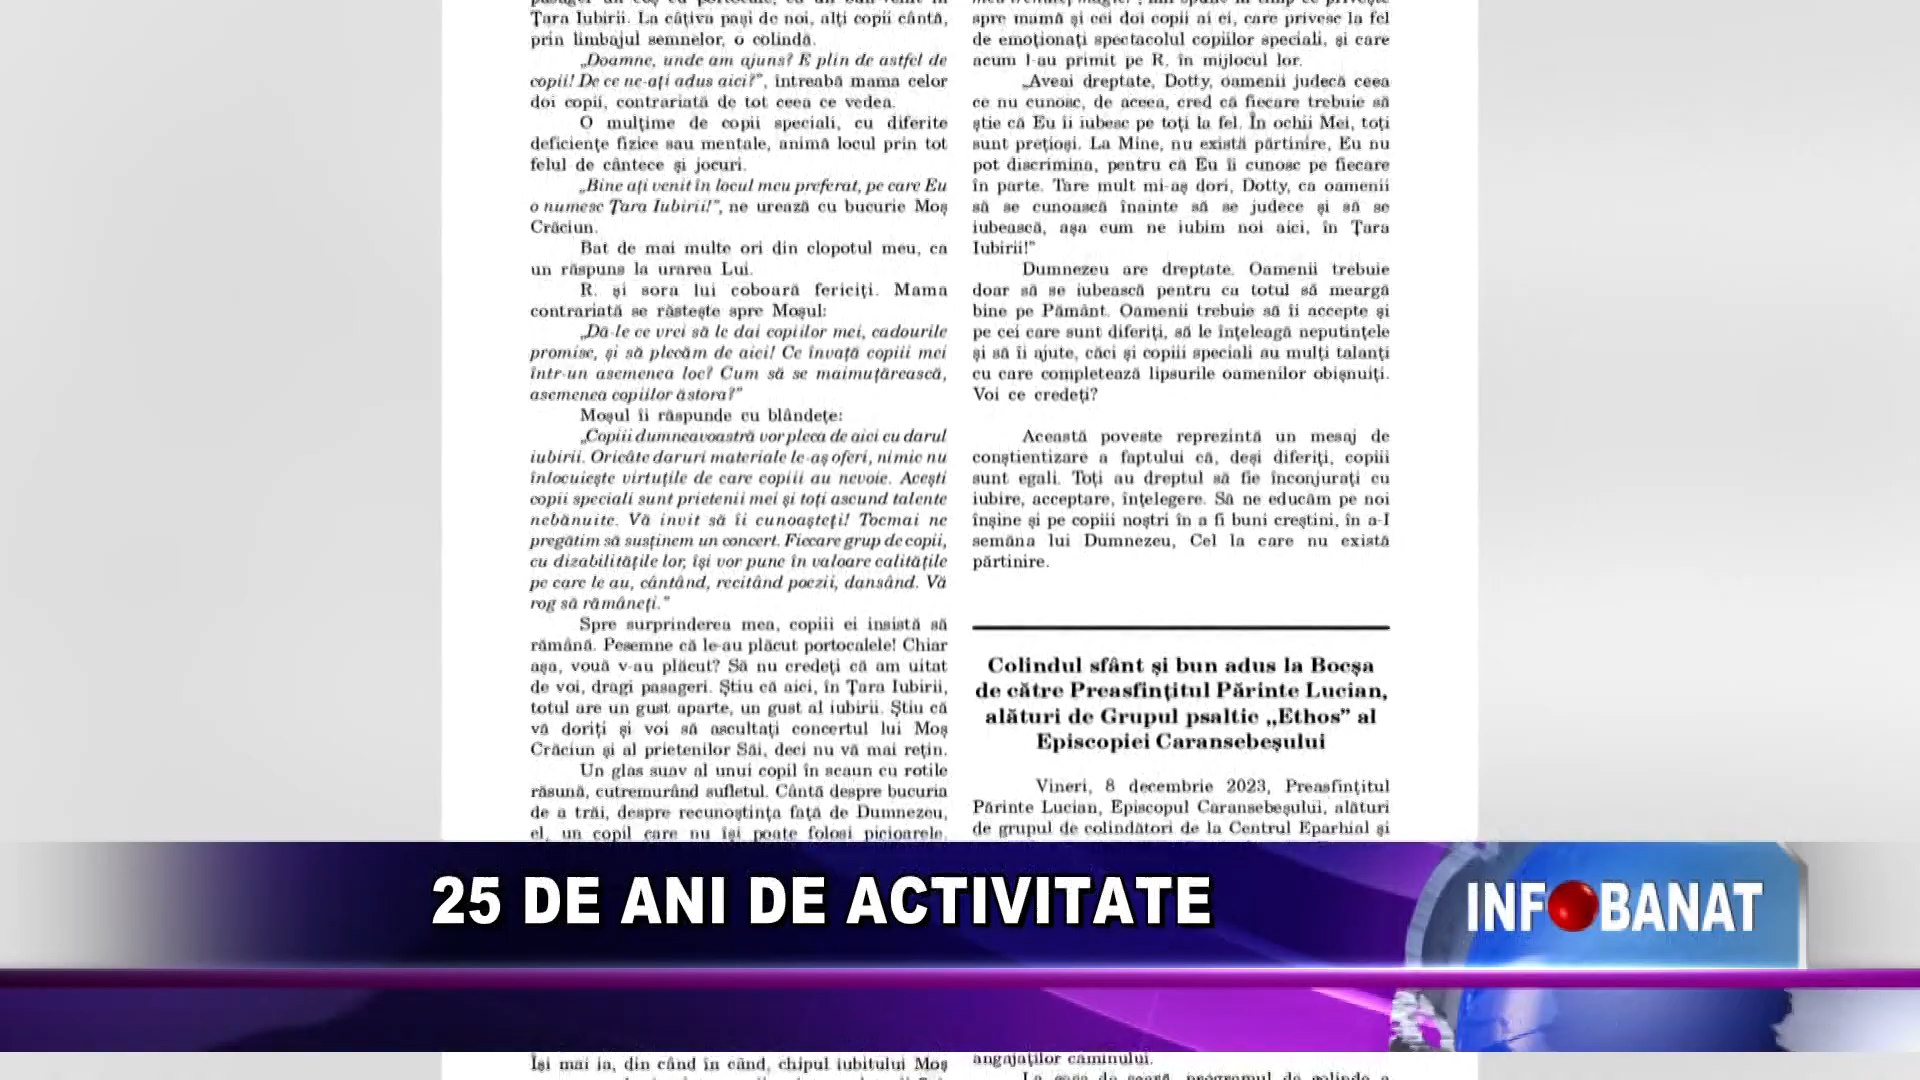 Țara Iubirii. La câțiva pași de noi, alți copii cântă,
prin limbajul semnelor, o colindă.
„Doamne, unde am ajuns? E plin de astfel de
copii! De ce ne-ați adus aici?”, întreabă mama celor
doi copii, contrariată de tot ceea ce vedea.
O mulțime de copii speciali, cu diferite
deficiențe fizice sau mentale, animă locul prin tot
felul de cântece și jocuri.
„Bine ați venit în locul meu preferat, pe care Eu
o numesc Țara Iubirii!”, ne urează cu bucurie Moș
Crăciun.
Bat de mai multe ori din clopotul meu, ca
un răspuns la urarea Lui.
R. și sora lui coboară fericiți. Mama
contrariată se răstește spre Moșul:
„Dă-le ce vrei să le dai copiilor mei, cadourile
promise, și să plecăm de aici! Ce învață copiii mei
într-un asemenea loc? Cum să se maimuțărească,
asemenea copiilor ăstora?”
Moșul îi răspunde cu blândețe:
„Copiii dumneavoastră vor pleca de aici cu darul
iubirii. Oricâte daruri materiale le-aș oferi, nimic nu
înlocuiește virtuțile de care copiii au nevoie. Acești
copii speciali sunt prietenii mei și toți ascund talente
nebănuite. Vă invit să îi cunoașteți! Tocmai ne
pregătim să susținem un concert. Fiecare grup de copii,
cu dizabilitățile lor, își vor pune în valoare calitățile
pe care le au, cântând, recitând poezii, dansând. Vă
rog să rămâneți.”
Spre surprinderea mea, copiii ei insistă să
rămână. Pesemne că le-au plăcut portocalele! Chiar
așa, vouă v-au plăcut? Să nu credeți că am uitat
de voi, dragi pasageri. Știu că aici, în Țara Iubirii,
totul are un gust aparte, un gust al iubirii. Știu că
vă doriți și voi să ascultați concertul lui Moș
Crăciun și al prietenilor Săi, deci nu vă mai rețin.
Un glas suav al unui copil în scaun cu rotile
răsună, cutremurând sufletul. Cântă despre bucuria
de a trăi, despre recunoștința față de Dumnezeu,
el, un copil care nu își poate folosi picioarele.
Își mai ia, din când în când, chipul iubitului Moș
spre mamă și cei doi copii ai ei, care privesc la fel
de emoționați spectacolul copiilor speciali, și care
acum l-au primit pe R. în mijlocul lor.
„Aveai dreptate, Dotty, oamenii judecă ceea
ce nu cunosc, de aceea, cred că fiecare trebuie să
știe că Eu îi iubesc pe toți la fel. În ochii Mei, toți
sunt prețioși. La Mine, nu există părtinire, Eu nu
pot discrimina, pentru că Eu îi cunosc pe fiecare
în parte. Tare mult mi-aș dori, Dotty, ca oamenii
să se cunoască înainte să se judece și să se
iubească, așa cum ne iubim noi aici, în Țara
Iubirii!”
Dumnezeu are dreptate. Oamenii trebuie
doar să se iubească pentru ca totul să meargă
bine pe Pământ. Oamenii trebuie să îi accepte și
pe cei care sunt diferiți, să le înțeleagă neputințele
și să îi ajute, căci și copiii speciali au mulți talanți
cu care completează lipsurile oamenilor obișnuiți.
Voi ce credeți?
Această poveste reprezintă un mesaj de
conștientizare a faptului că, deși diferiți, copiii
sunt egali. Toți au dreptul să fie înconjurați cu
iubire, acceptare, înțelegere. Să ne educăm pe noi
înșine și pe copiii noștri în a fi buni creștini, în a-I
semăna lui Dumnezeu, Cel la care nu există
părtinire.
Colindul sfânt și bun adus la Bocșa
de către Preasfințitul Părinte Lucian,
alături de Grupul psaltic „Ethos” al
Episcopiei Caransebeșului
Vineri, 8 decembrie 2023, Preasfințitul
Părinte Lucian, Episcopul Caransebeșului, alături
de grupul de colindători de la Centrul Eparhial și
angajaților căminului.
25 DE ANI DE ACTIVITATE
INFOBANAT